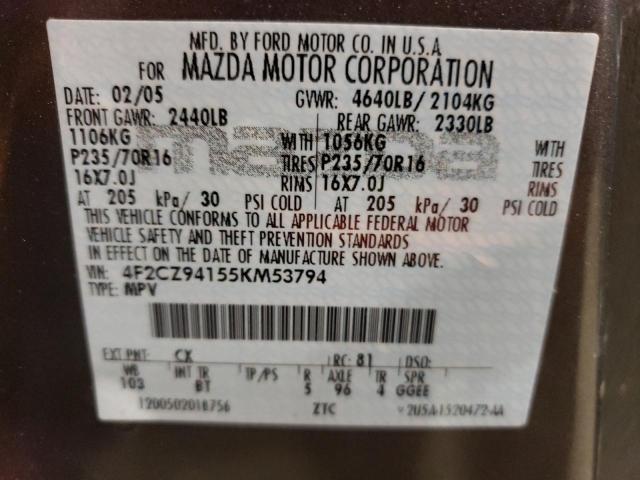 MFD. BY FORD MOTOR CO. IN U.S.A.
FOR MAZDA MOTOR CORPORATION
DATE: 02/05 GVWR: 4640LB/ 2104KG
FRONT GAWR: 2440LB REAR GAWR: 2330LB
1106KG WITH 1056KG WITH
P235/70R16 TIRES P235/70R16 TIRES
16X7.0J RIMS 16X7.0J RIMS
AT 205 kPa/ 30 PSI COLD AT 205 kPa/ 30 PSI COLD
mazda
THIS VEHICLE CONFORMS TO ALL APPLICABLE FEDERAL MOTOR
VEHICLE SAFETY AND THEFT PREVENTION STANDARDS
IN EFFECT ON THE DATE OF MANUFACTURE SHOWN ABOVE.
VIN: 4F2CZ94155KM53794
TYPE: MPV
EXT PNT: CX RC: 81 DSO:
WB INT TR TP/PS R AXLE TR SPR
103 BT 5 96 4 GGEE
1200502018756 ZTC